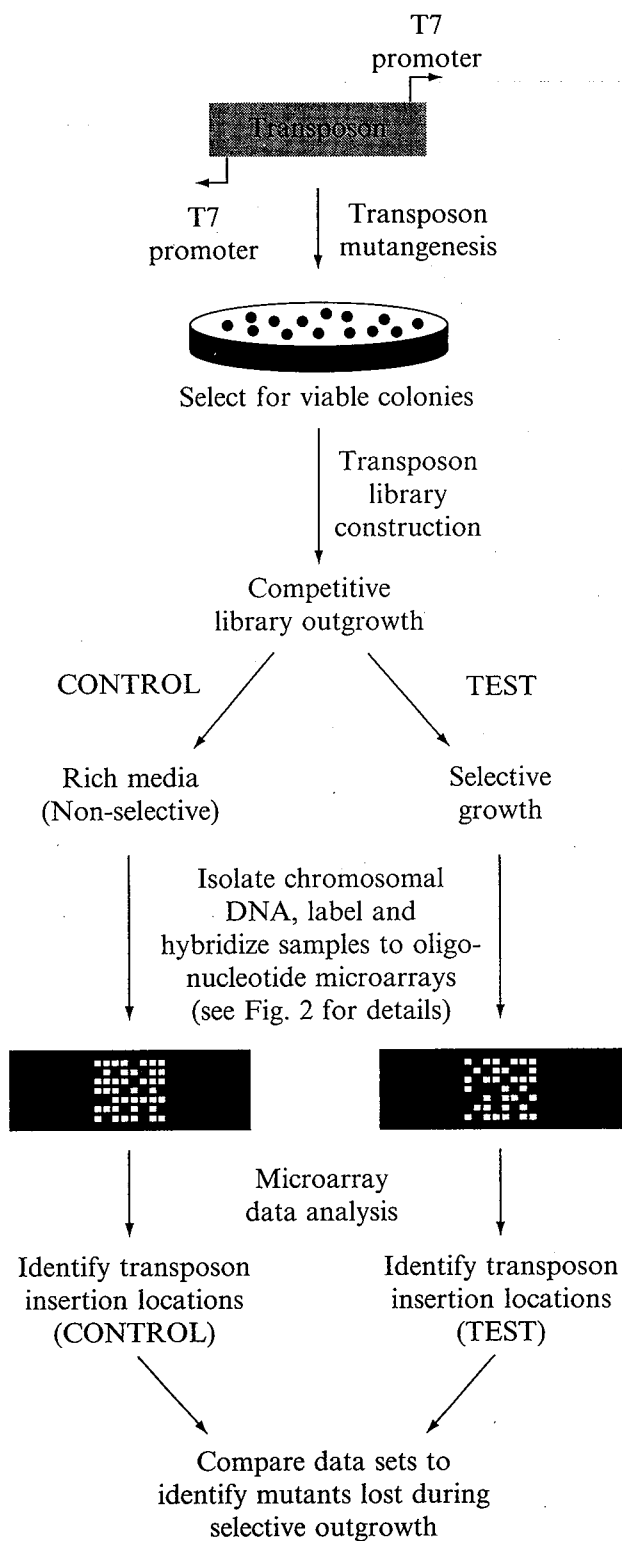 T7
promoter
Transposon
T7
promoter
Transposon
mutangenesis
Select for viable colonies
Transposon
library
construction
Competitive
library outgrowth
CONTROL
TEST
Rich media
(Non-selective)
Selective
growth
Isolate chromosomal
DNA, label and
hybridize samples to oligo-
nucleotide microarrays
(see Fig. 2 for details)
Microarray
data analysis
Identify transposon
insertion locations
(CONTROL)
Identify transposon
insertion locations
(TEST)
Compare data sets to
identify mutants lost during
selective outgrowth